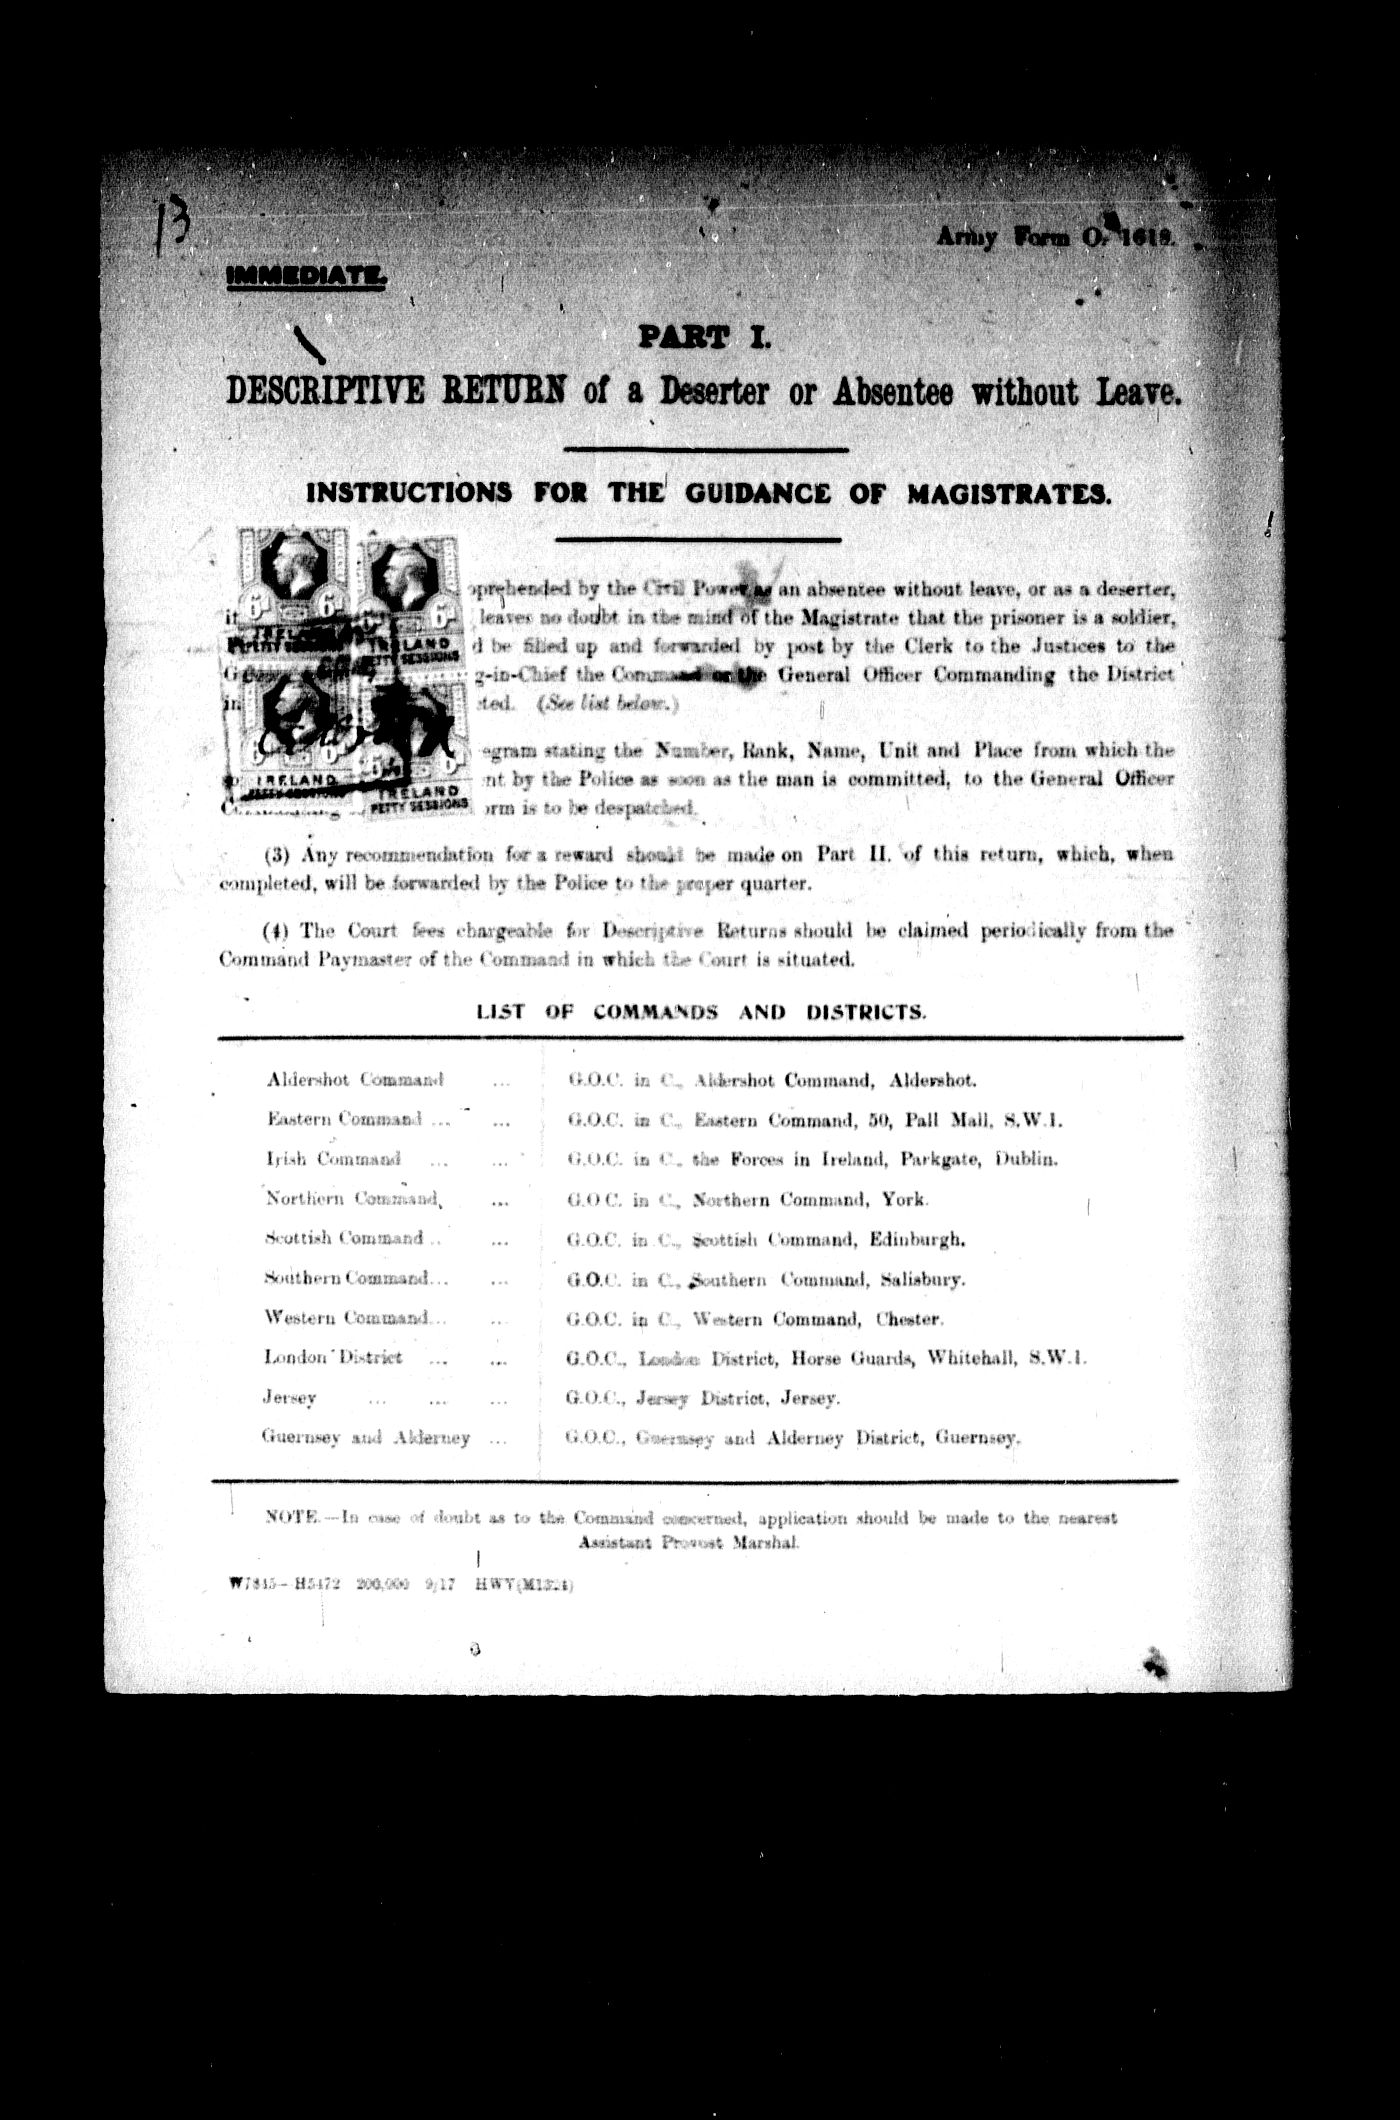 13
Army Form O. 1618.
IMMEDIATE.
PART I.
DESCRIPTIVE RETURN of a Deserter or Absentee without Leave.
INSTRUCTIONS FOR THE GUIDANCE OF MAGISTRATES.
pprehended by the Civil Power as an absentee without leave, or as a deserter,
it leaves no doubt in the mind of the Magistrate that the prisoner is a soldier,
d be filled up and forwarded by post by the Clerk to the Justices to the
g-in-Chief the Command or the General Officer Commanding the District
in ted. (See list below.)
egram stating the Number, Rank, Name, Unit and Place from which the
nt by the Police as soon as the man is committed, to the General Officer
orm is to be despatched.
6d 6d
IRELAND
PETTY SESSIONS
6d
IRELAND
PETTY SESSIONS
6 6
IRELAND
6d 6d
IRELAND
PETTY SESSIONS
(3) Any recommendation for a reward should be made on Part II. of this return, which, when
completed, will be forwarded by the Police to the proper quarter.
(4) The Court fees chargeable for Descriptive Returns should be claimed periodically from the
Command Paymaster of the Command in which the Court is situated.
LIST OF COMMANDS AND DISTRICTS.
Aldershot Command ... G.O.C. in C., Aldershot Command, Aldershot.
Eastern Command ... ... G.O.C. in C., Eastern Command, 50, Pall Mall, S.W.1.
Irish Command ... ... G.O.C. in C., the Forces in Ireland, Parkgate, Dublin.
Northern Command, ... G.O.C. in C., Northern Command, York.
Scottish Command .. ... G.O.C. in C., Scottish Command, Edinburgh.
Southern Command... ... G.O.C. in C., Southern Command, Salisbury.
Western Command... ... G.O.C. in C., Western Command, Chester.
London District ... ... G.O.C., London District, Horse Guards, Whitehall, S.W.1.
Jersey ... ... ... G.O.C., Jersey District, Jersey.
Guernsey and Alderney ... G.O.C., Guernsey and Alderney District, Guernsey.
NOTE.—In case of doubt as to the Command concerned, application should be made to the nearest
Assistant Provost Marshal.
W7845—H5472 200,000 9/17 HWV